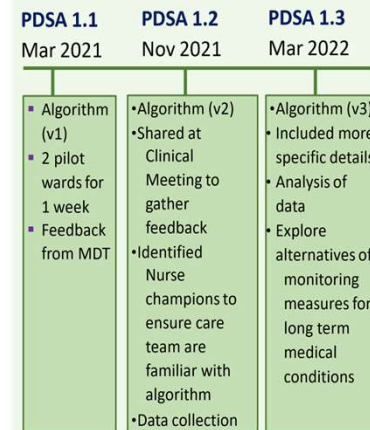 PDSA 1.1
Mar 2021
▪ Algorithm
(v1)
▪ 2 pilot
wards for
1 week
▪ Feedback
from MDT
PDSA 1.2
Nov 2021
•Algorithm (v2)
•Shared at
Clinical
Meeting to
gather
feedback
•Identified
Nurse
champions to
ensure care
team are
familiar with
algorithm
•Data collection
PDSA 1.3
Mar 2022
•Algorithm (v3)
• Included more
specific details
• Analysis of
data
• Explore
alternatives of
monitoring
measures for
long term
medical
conditions